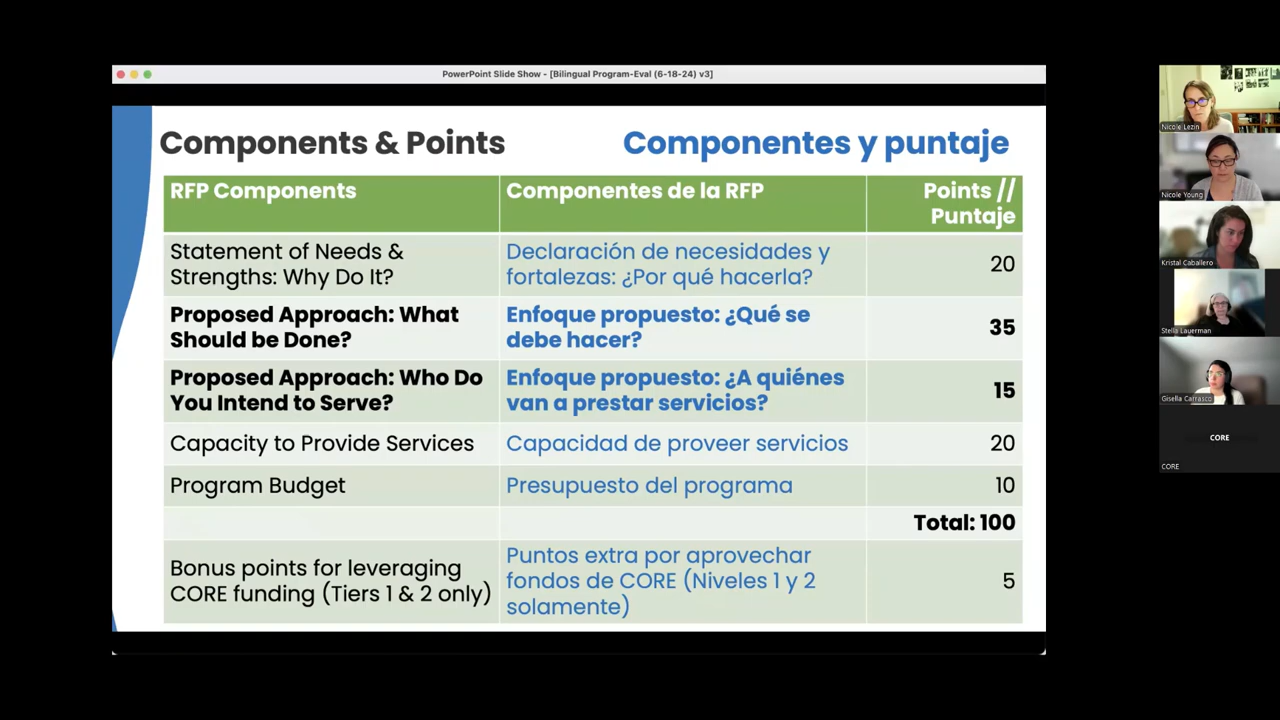 PowerPoint Slide Show - [Bilingual Program-Eval (6-18-24) v3]
Components & Points
Componentes y puntaje
RFP Components
Componentes de la RFP
Points //
Puntaje
Statement of Needs &
Strengths: Why Do It?
Declaración de necesidades y
fortalezas: ¿Por qué hacerla?
20
Proposed Approach: What
Should be Done?
Enfoque propuesto: ¿Qué se
debe hacer?
35
Proposed Approach: Who Do
You Intend to Serve?
Enfoque propuesto: ¿A quiénes
van a prestar servicios?
15
Capacity to Provide Services
Capacidad de proveer servicios
20
Program Budget
Presupuesto del programa
10
Total: 100
Bonus points for leveraging
CORE funding (Tiers 1 & 2 only)
Puntos extra por aprovechar
fondos de CORE (Niveles 1 y 2
solamente)
5
Nicole Lezin
Nicole Young
Kristal Caballero
Stella Lauerman
Gisella Carrasco
CORE
CORE